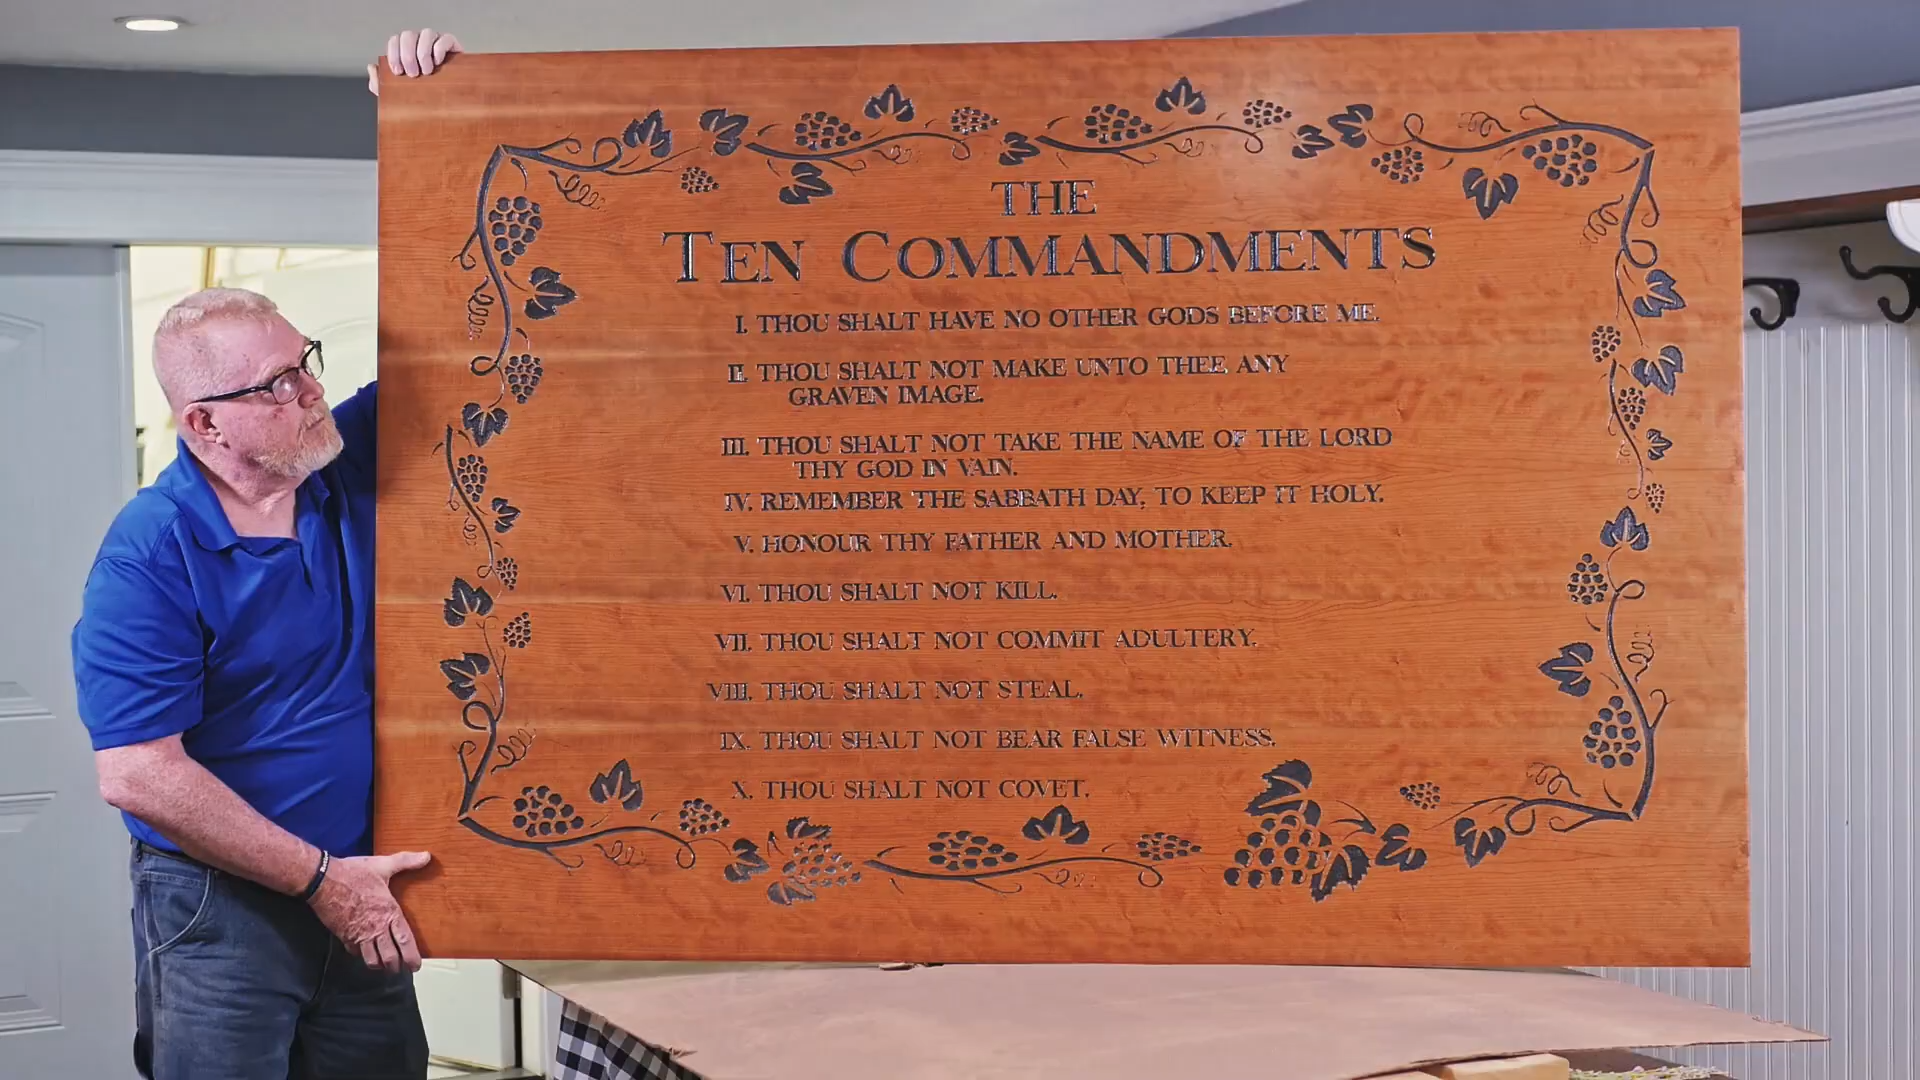 THE
TEN COMMANDMENTS
I. THOU SHALT HAVE NO OTHER GODS BEFORE ME.
II. THOU SHALT NOT MAKE UNTO THEE ANY
GRAVEN IMAGE.
III. THOU SHALT NOT TAKE THE NAME OF THE LORD
THY GOD IN VAIN.
IV. REMEMBER THE SABBATH DAY, TO KEEP IT HOLY.
V. HONOUR THY FATHER AND MOTHER.
VI. THOU SHALT NOT KILL.
VII. THOU SHALT NOT COMMIT ADULTERY.
VIII. THOU SHALT NOT STEAL.
IX. THOU SHALT NOT BEAR FALSE WITNESS.
X. THOU SHALT NOT COVET.